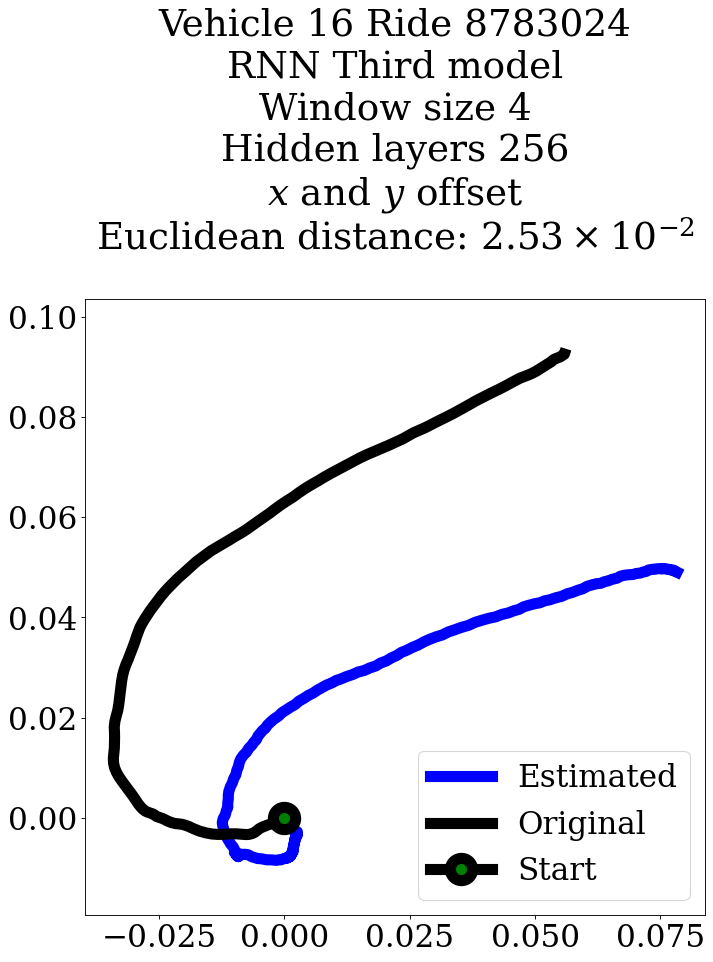 Vehicle 16 Ride 8783024
RNN Third model
Window size 4
Hidden layers 256
x and y offset
Euclidean distance: 2.53 × 10⁻²
0.10
0.08
0.06
0.04
0.02
0.00
Estimated
Original
Start
−0.025 0.000 0.025 0.050 0.075